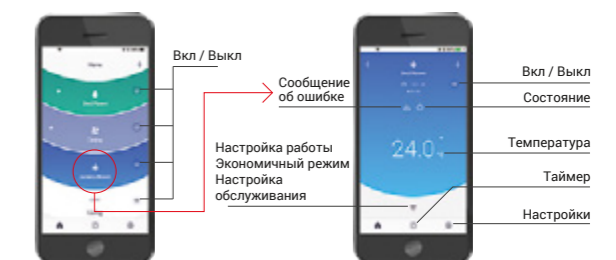 Вкл / Выкл
Сообщение
об ошибке
Настройка работы
Экономичный режим
Настройка
обслуживания
24.0
Вкл / Выкл
Состояние
Температура
Таймер
Настройки